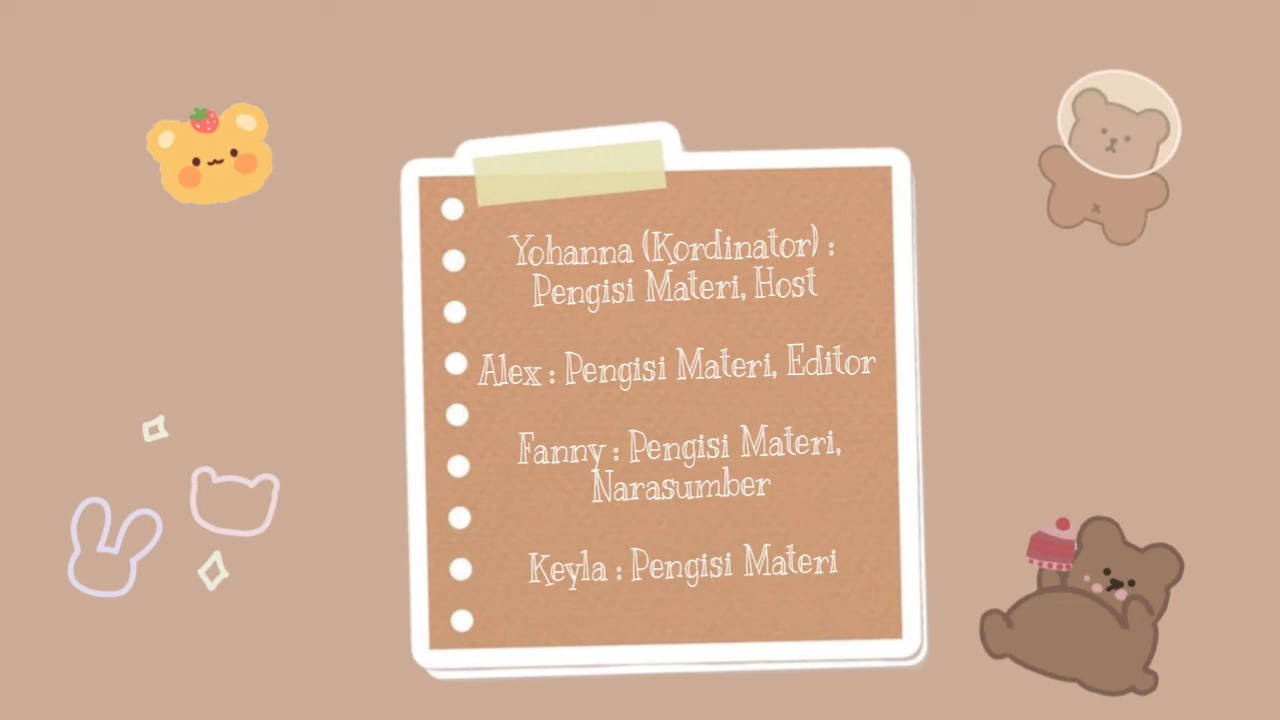 Yohanna (Kordinator) :
Pengisi Materi, Host
Alex : Pengisi Materi, Editor
Fanny : Pengisi Materi,
Narasumber
Keyla : Pengisi Materi